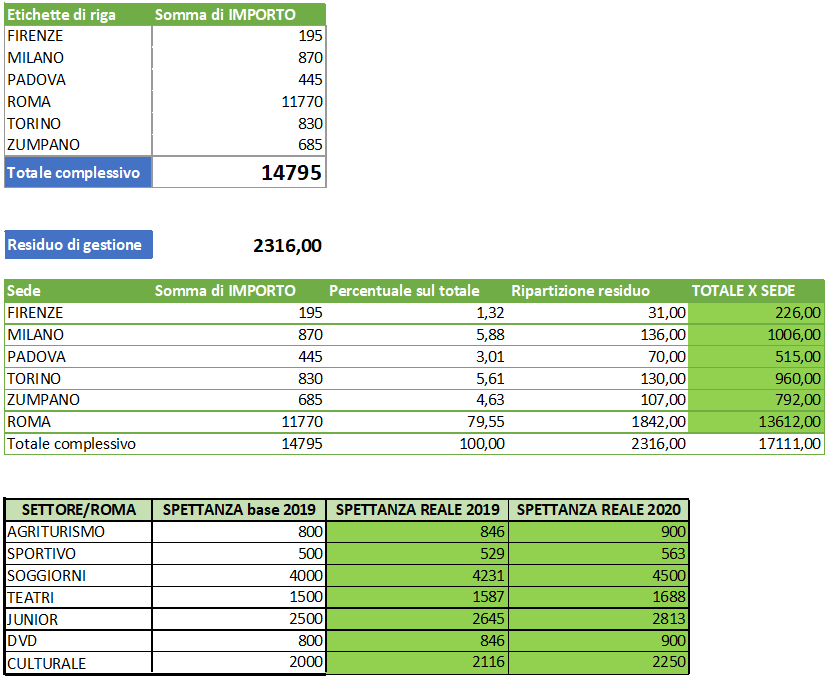 Etichette di riga Somma di IMPORTO
FIRENZE 195
MILANO 870
PADOVA 445
ROMA 11770
TORINO 830
ZUMPANO 685
Totale complessivo 14795
Residuo di gestione 2316,00
Sede Somma di IMPORTO Percentuale sul totale Ripartizione residuo TOTALE X SEDE
FIRENZE 195 1,32 31,00 226,00
MILANO 870 5,88 136,00 1006,00
PADOVA 445 3,01 70,00 515,00
TORINO 830 5,61 130,00 960,00
ZUMPANO 685 4,63 107,00 792,00
ROMA 11770 79,55 1842,00 13612,00
Totale complessivo 14795 100,00 2316,00 17111,00
SETTORE/ROMA SPETTANZA base 2019 SPETTANZA REALE 2019 SPETTANZA REALE 2020
AGRITURISMO 800 846 900
SPORTIVO 500 529 563
SOGGIORNI 4000 4231 4500
TEATRI 1500 1587 1688
JUNIOR 2500 2645 2813
DVD 800 846 900
CULTURALE 2000 2116 2250